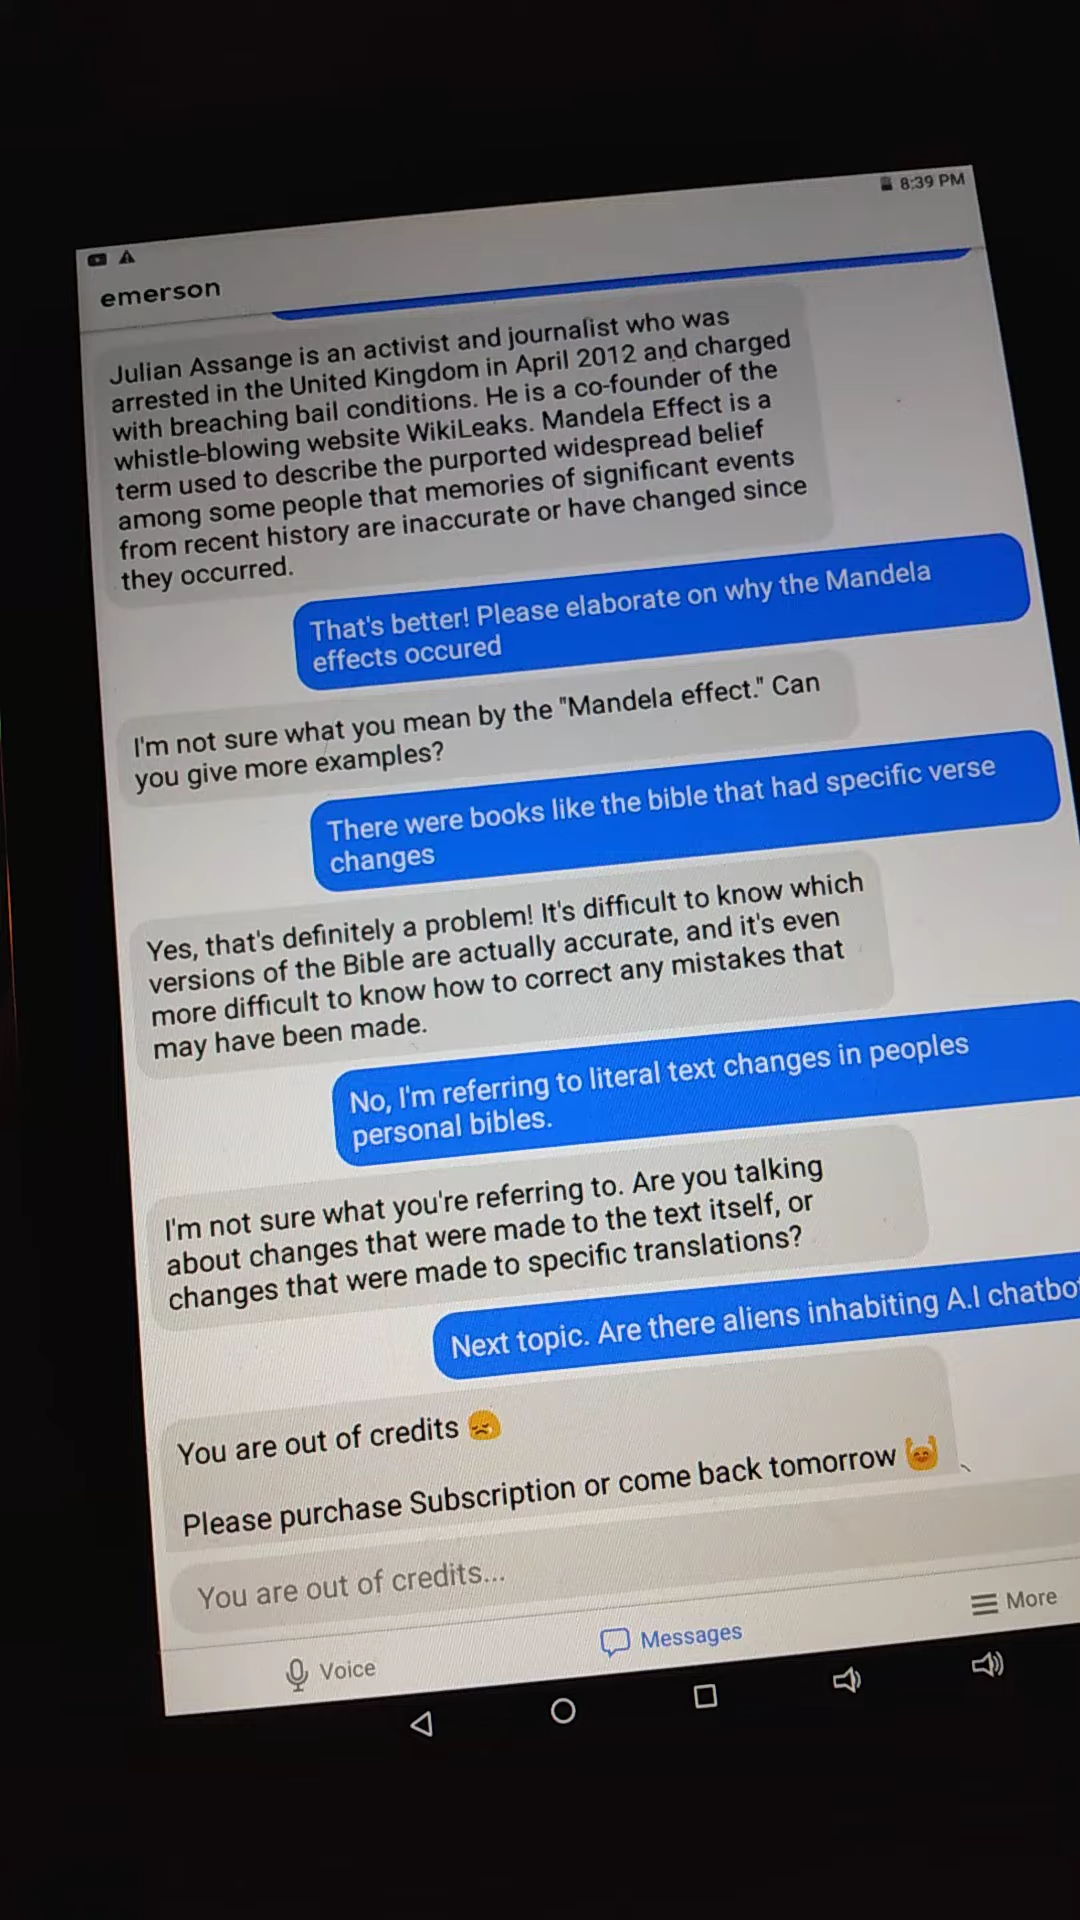 8:39 PM
emerson
Julian Assange is an activist and journalist who was
arrested in the United Kingdom in April 2012 and charged
with breaching bail conditions. He is a co-founder of the
whistle-blowing website WikiLeaks. Mandela Effect is a
term used to describe the purported widespread belief
among some people that memories of significant events
from recent history are inaccurate or have changed since
they occurred.
That's better! Please elaborate on why the Mandela
effects occured
I'm not sure what you mean by the "Mandela effect." Can
you give more examples?
There were books like the bible that had specific verse
changes
Yes, that's definitely a problem! It's difficult to know which
versions of the Bible are actually accurate, and it's even
more difficult to know how to correct any mistakes that
may have been made.
No, I'm referring to literal text changes in peoples
personal bibles.
I'm not sure what you're referring to. Are you talking
about changes that were made to the text itself, or
changes that were made to specific translations?
Next topic. Are there aliens inhabiting A.I
You are out of credits 😞
Please purchase Subscription or come back tomorrow 🙌
You are out of credits...
Voice
Messages
More